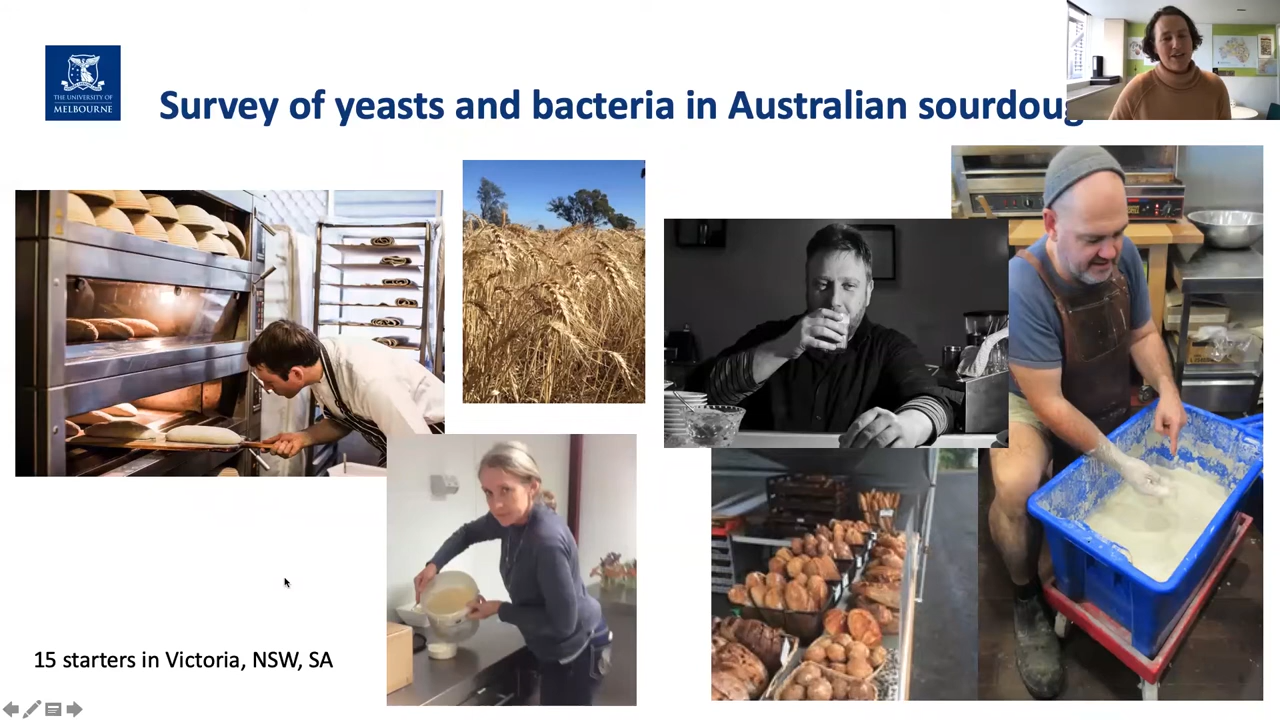 THE UNIVERSITY OF
MELBOURNE
Survey of yeasts and bacteria in Australian sourdoug
15 starters in Victoria, NSW, SA